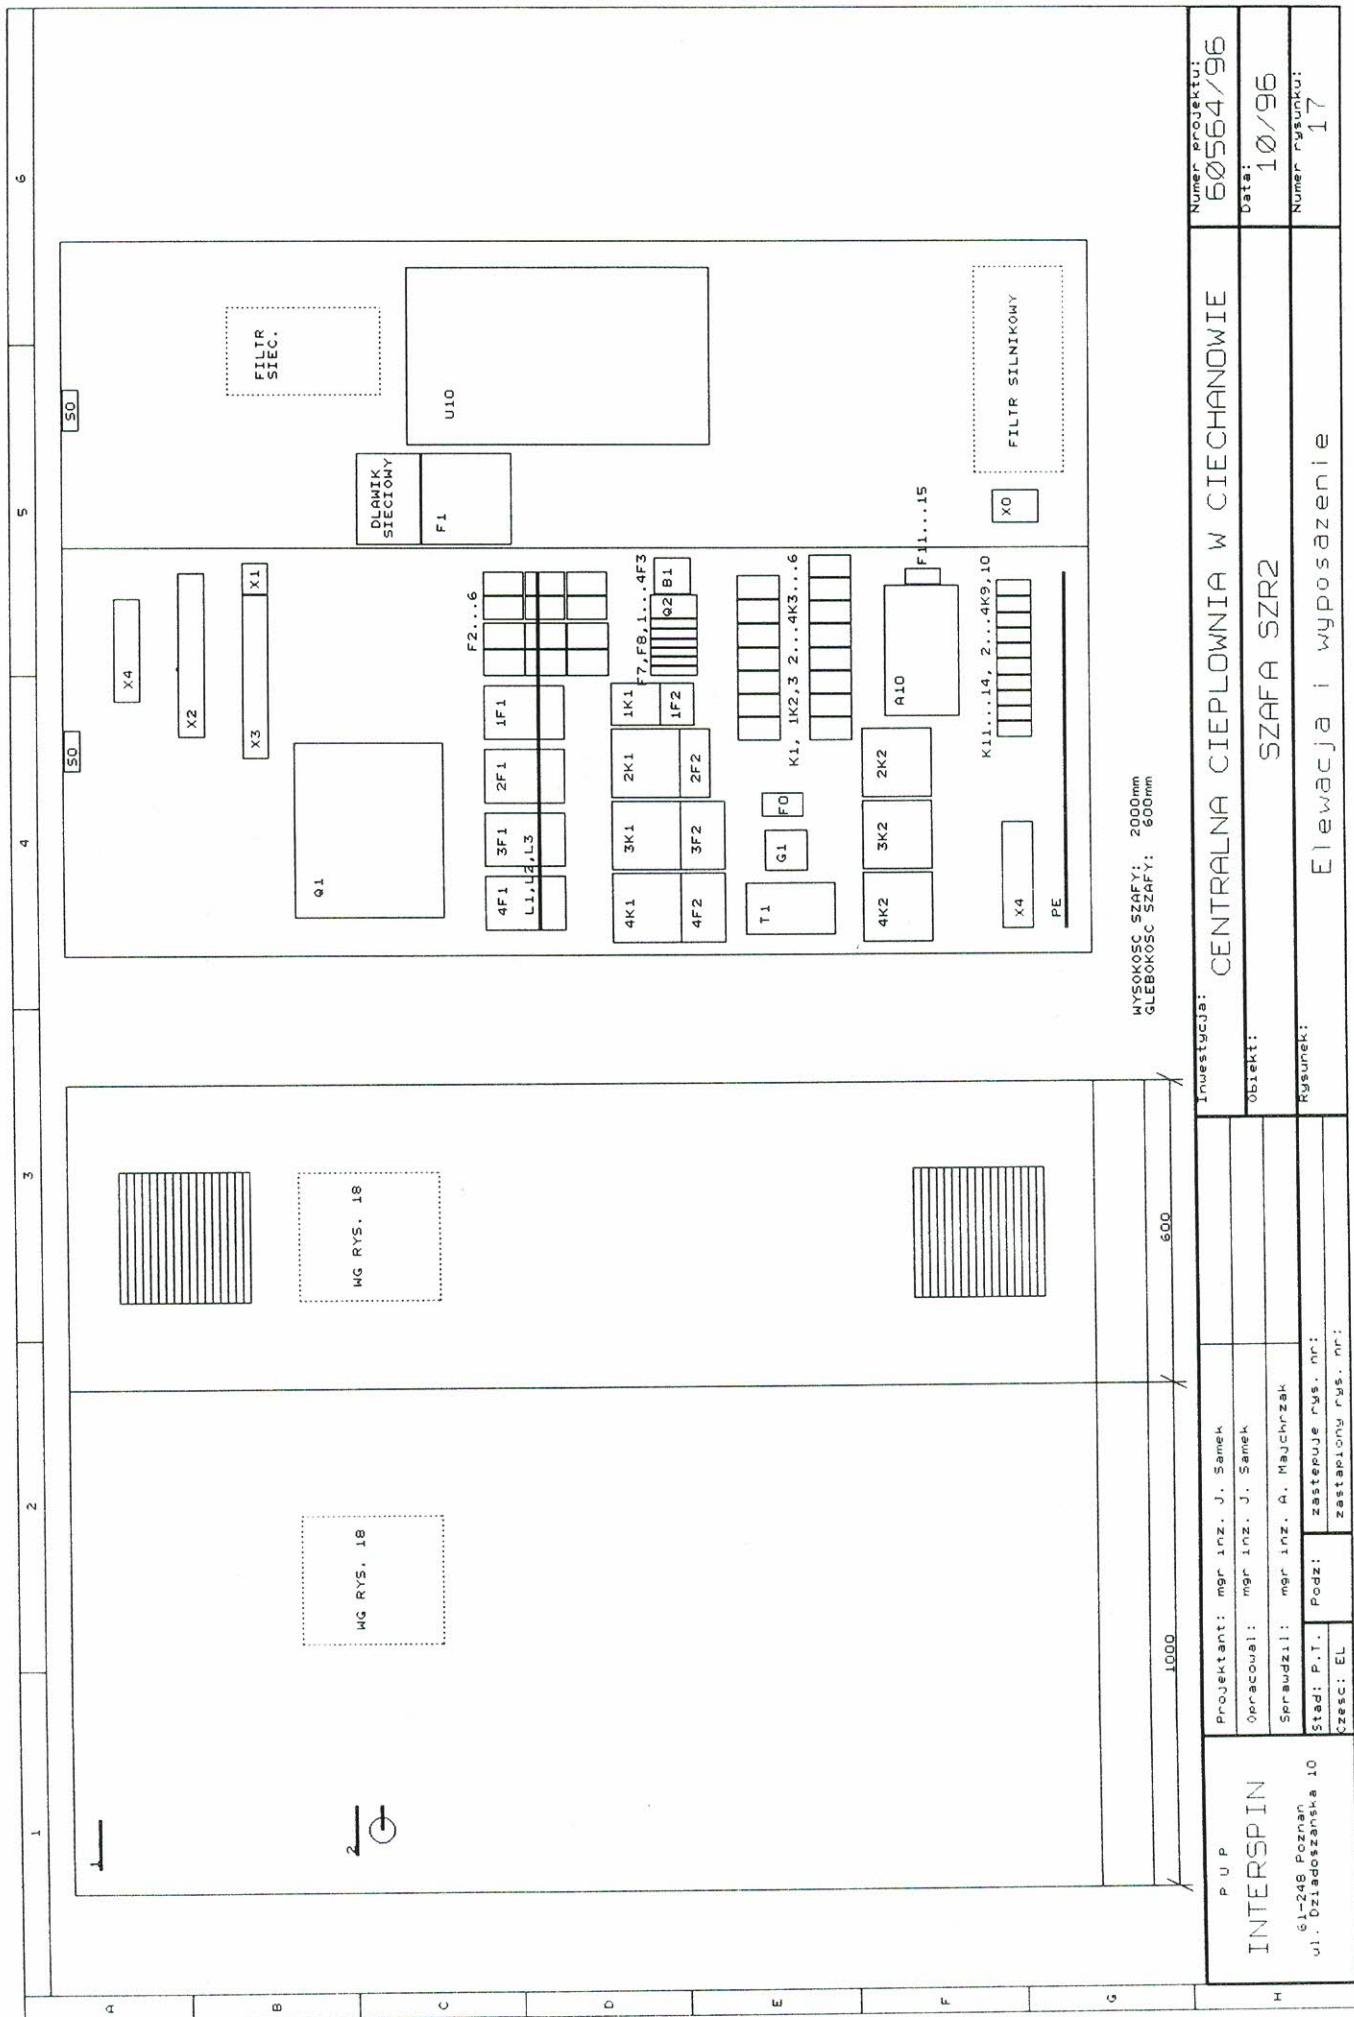 1
2
3
4
5
6
A
B
C
D
E
F
G
H
1
2
WG RYS. 18
WG RYS. 18
1000
600
S0
S0
X4
X2
X3
X1
Q1
4F1
3F1
2F1
1F1
L1,L2,L3
F2...6
4K1
3K1
2K1
1K1
4F2
3F2
2F2
1F2
F7,F8,1...4F3
Q2
B1
T1
G1
F0
K1, 1K2,3 2...4K3...6
4K2
3K2
2K2
A10
F11...15
K11...14, 2...4K9,10
X4
PE
DLAWIK
SIECIOWY
F1
FILTR
SIEC.
U10
X0
FILTR SILNIKOWY
WYSOKOSC SZAFY: 2000mm
GLEBOKOSC SZAFY: 600mm
P U P
INTERSPIN
61-248 Poznan
ul. Dziadoszanska 10
Projektant: mgr inz. J. Samek
Opracowal: mgr inz. J. Samek
Sprawdzil: mgr inz. A. Majchrzak
Stad: P.T.
Podz:
zastepuje rys. nr:
Czesc: EL
zastapiony rys. nr:
Inwestycja:
CENTRALNA CIEPLOWNIA W CIECHANOWIE
Obiekt:
SZAFA SZR2
Rysunek:
Elewacja i wyposazenie
Numer projektu:
60564/96
Data:
10/96
Numer rysunku:
17